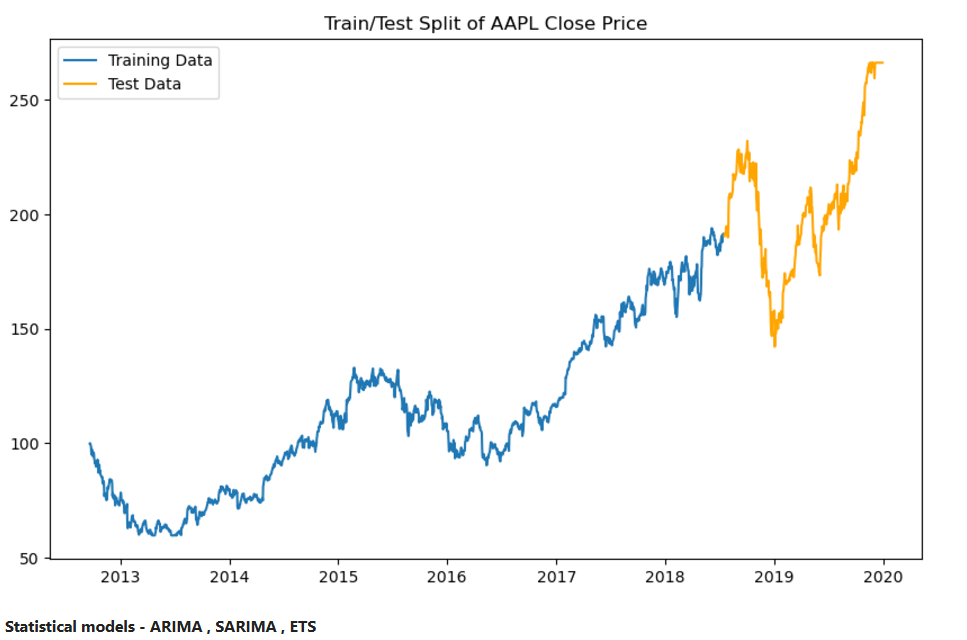 Train/Test Split of AAPL Close Price
Training Data
Test Data
250
200
150
100
50
2013 2014 2015 2016 2017 2018 2019 2020
Statistical models - ARIMA , SARIMA , ETS